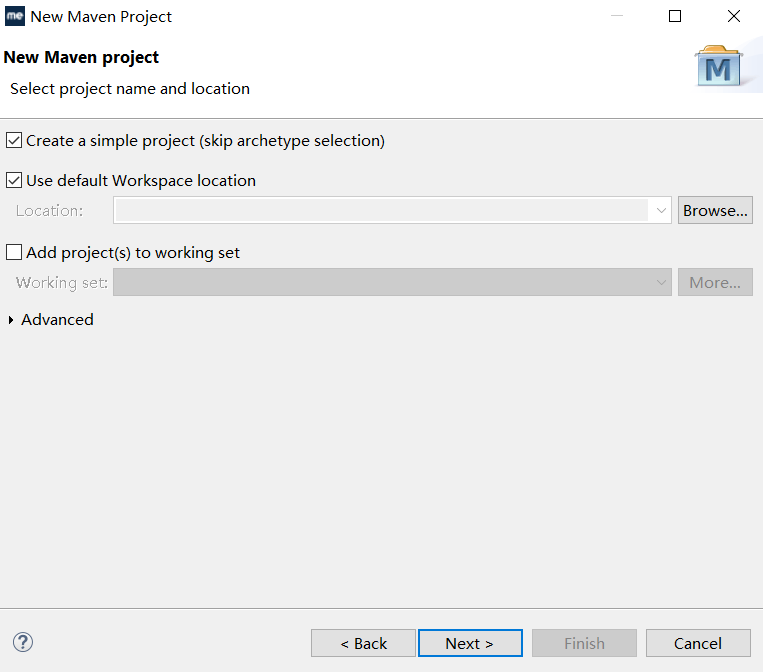 me New Maven Project
New Maven project
Select project name and location
M
Create a simple project (skip archetype selection)
Use default Workspace location
Location:
Browse...
Add project(s) to working set
Working set:
More...
Advanced
? < Back Next > Finish Cancel